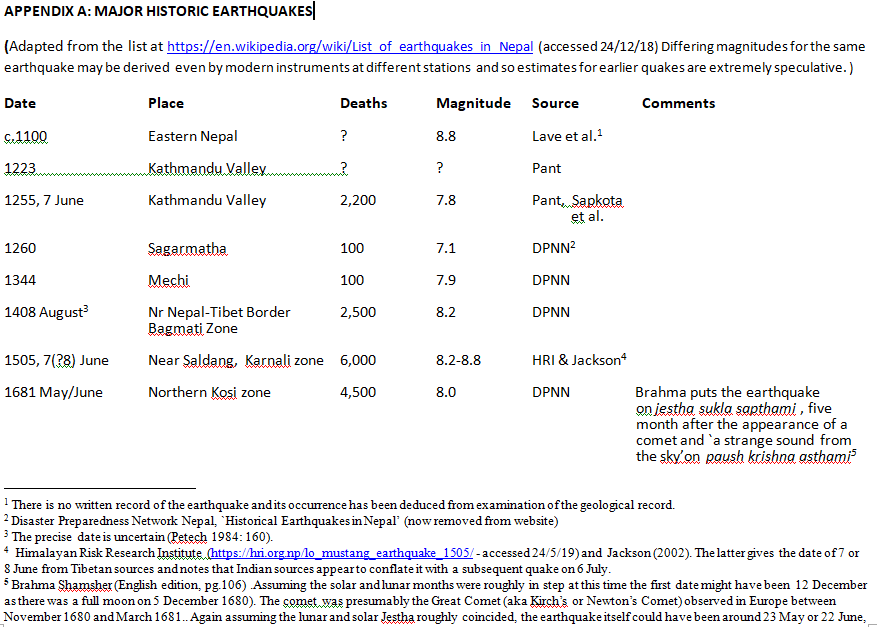 APPENDIX A: MAJOR HISTORIC EARTHQUAKES
(Adapted from the list at https://en.wikipedia.org/wiki/List_of_earthquakes_in_Nepal (accessed 24/12/18) Differing magnitudes for the same
earthquake may be derived even by modern instruments at different stations and so estimates for earlier quakes are extremely speculative. )
Date Place Deaths Magnitude Source Comments
c.1100 Eastern Nepal ? 8.8 Lave et al.1
1223 Kathmandu Valley ? ? Pant
1255, 7 June Kathmandu Valley 2,200 7.8 Pant, Sapkota
et al.
1260 Sagarmatha 100 7.1 DPNN2
1344 Mechi 100 7.9 DPNN
1408 August3 Nr Nepal-Tibet Border 2,500 8.2 DPNN
Bagmati Zone
1505, 7(?8) June Near Saldang, Karnali zone 6,000 8.2-8.8 HRI & Jackson4
1681 May/June Northern Kosi zone 4,500 8.0 DPNN Brahma puts the earthquake
on jestha sukla sapthami , five
month after the appearance of a
comet and `a strange sound from
the sky'on paush krishna asthami5
1 There is no written record of the earthquake and its occurrence has been deduced from examination of the geological record.
2 Disaster Preparedness Network Nepal, `Historical Earthquakes in Nepal' (now removed from website)
3 The precise date is uncertain (Petech 1984: 160).
4 Himalayan Risk Research Institute (https://hri.org.np/lo_mustang_earthquake_1505/ - accessed 24/5/19) and Jackson (2002). The latter gives the date of 7 or
8 June from Tibetan sources and notes that Indian sources appear to conflate it with a subsequent quake on 6 July.
5 Brahma Shamsher (English edition, pg.106) .Assuming the solar and lunar months were roughly in step at this time the first date might have been 12 December
as there was a full moon on 5 December 1680). The comet was presumably the Great Comet (aka Kirch's or Newton's Comet) observed in Europe between
November 1680 and March 1681.. Again assuming the lunar and solar Jestha roughly coincided, the earthquake itself could have been around 23 May or 22 June,